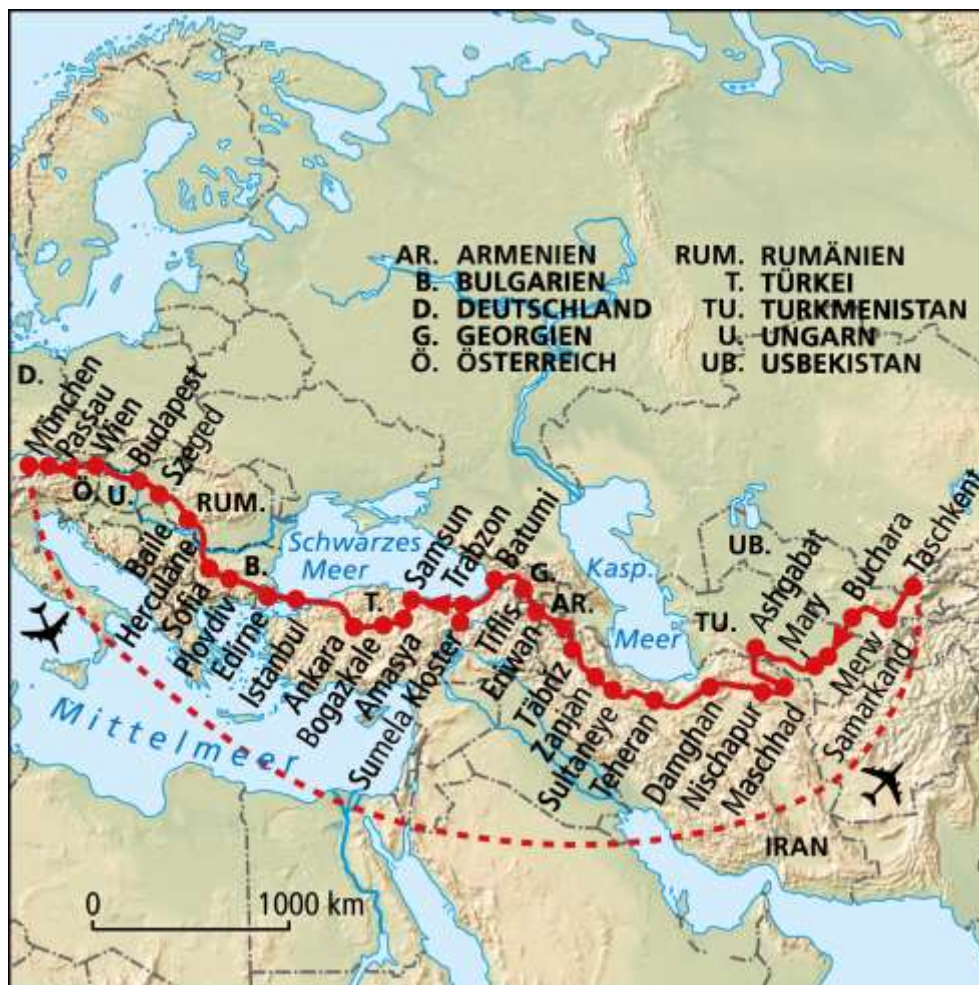 AR. ARMENIEN
B. BULGARIEN
D. DEUTSCHLAND
G. GEORGIEN
Ö. ÖSTERREICH
RUM. RUMÄNIEN
T. TÜRKEI
TU. TURKMENISTAN
U. UNGARN
UB. USBEKISTAN
D.
München
Passau
Wien
Budapest
Szeged
Ö.
U.
RUM.
B.
Schwarzes
Meer
T.
Samsun
Trabzon
Batumi
G.
AR.
Kasp.
Meer
UB.
TU.
Ashgabat
Mary
Buchara
Taschkent
Baile
Herculane
Sofia
Ploydiv
Edirne
Istanbul
Ankara
Bogazkale
Amasya
Sumela Kloster
Tiflis
Eriwan
Täbriz
Zanjan
Sultaneye
Teheran
Damghan
Nischapur
Maschhad
Merw
Samarkand
Mittelmeer
IRAN
0 1000 km